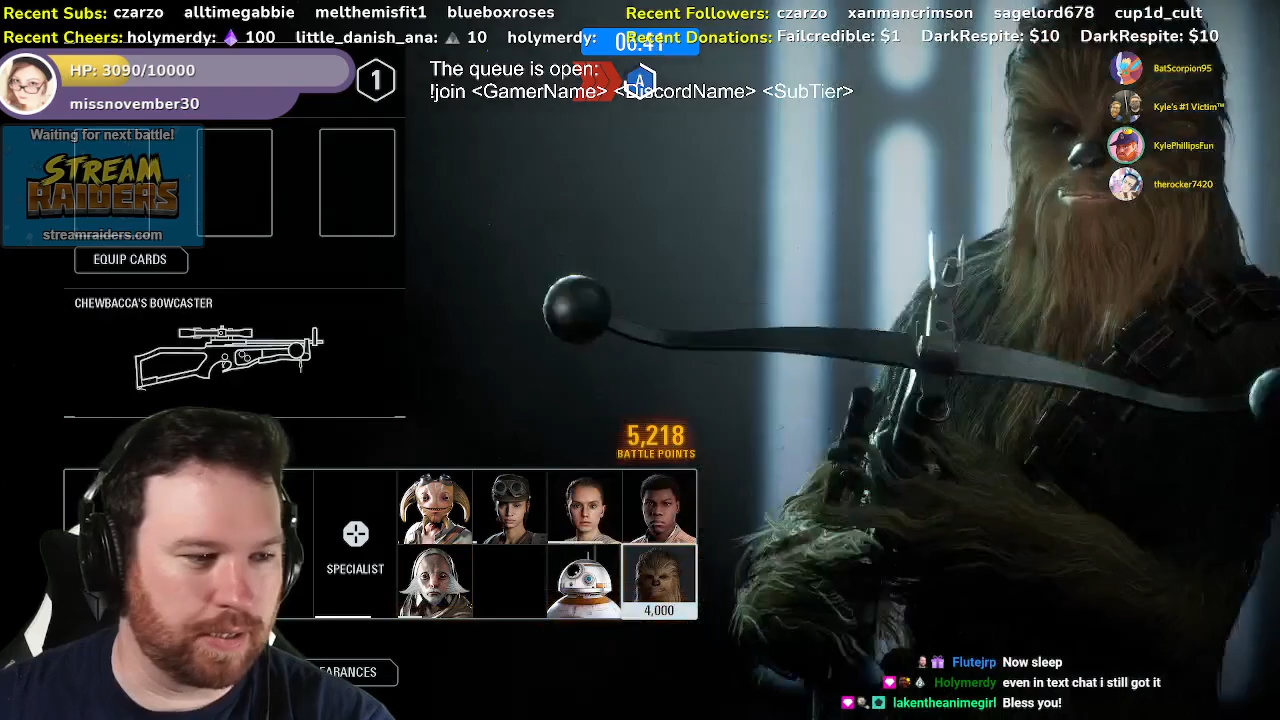 Recent Subs: czarzo alltimegabbie melthemisfit1 blueboxroses
Recent Followers: czarzo xanmancrimson sagelord678 cup1d_cult
Recent Cheers: holymerdy: 100 little_danish_ana: 10 holymerdy:
Recent Donations: Failcredible: $1 DarkRespite: $10 DarkRespite: $10
HP: 3090/10000
missnovember30
1
06:41
A
The queue is open:
!join <GamerName> <DiscordName> <SubTier>
BatScorpion95
Kyle's #1 Victim™
KylePhillipsFun
therocker7420
Waiting for next battle!
STREAM
RAIDERS
streamraiders.com
EQUIP CARDS
CHEWBACCA'S BOWCASTER
5,218
BATTLE POINTS
SPECIALIST
4,000
Flutejrp Now sleep
Holymerdy even in text chat i still got it
lakentheanimegirl Bless you!